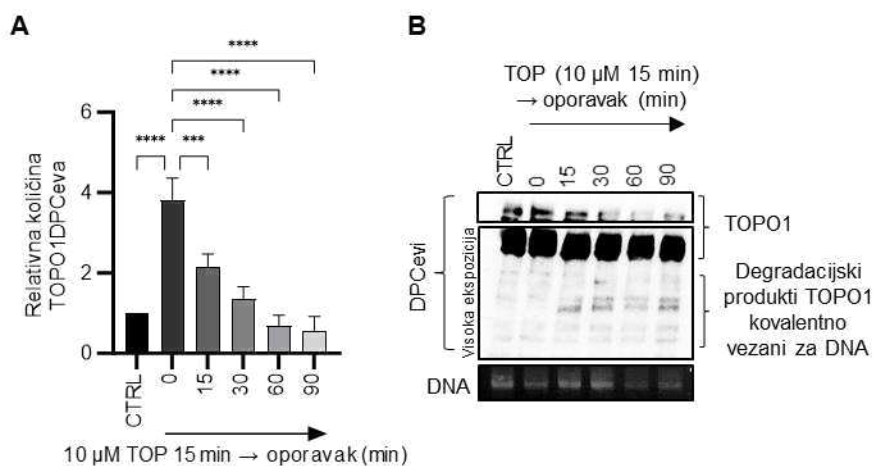 A
****
****
****
**** ***
Relativna količina
TOPO1DPCeva
6
4
2
0
CTRL
0
15
30
60
90
10 µM TOP 15 min → oporavak (min)
B
TOP (10 µM 15 min)
→ oporavak (min)
CTRL
0
15
30
60
90
DPCevi
Visoka ekspozicija
TOPO1
Degradacijski
produkti TOPO1
kovalentno
vezani za DNA
DNA